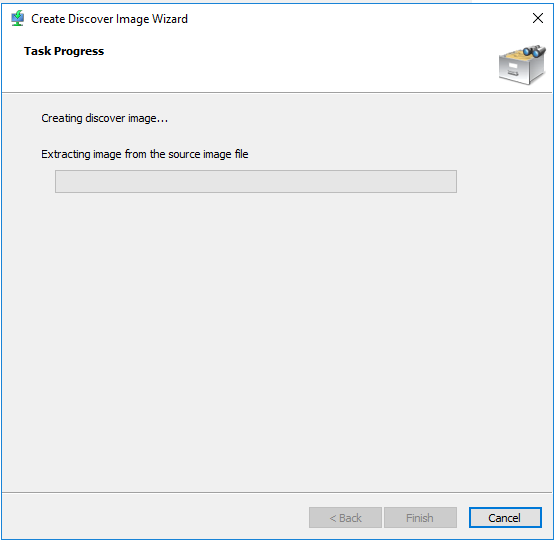 Create Discover Image Wizard
Task Progress
Creating discover image...
Extracting image from the source image file
< Back
Finish
Cancel